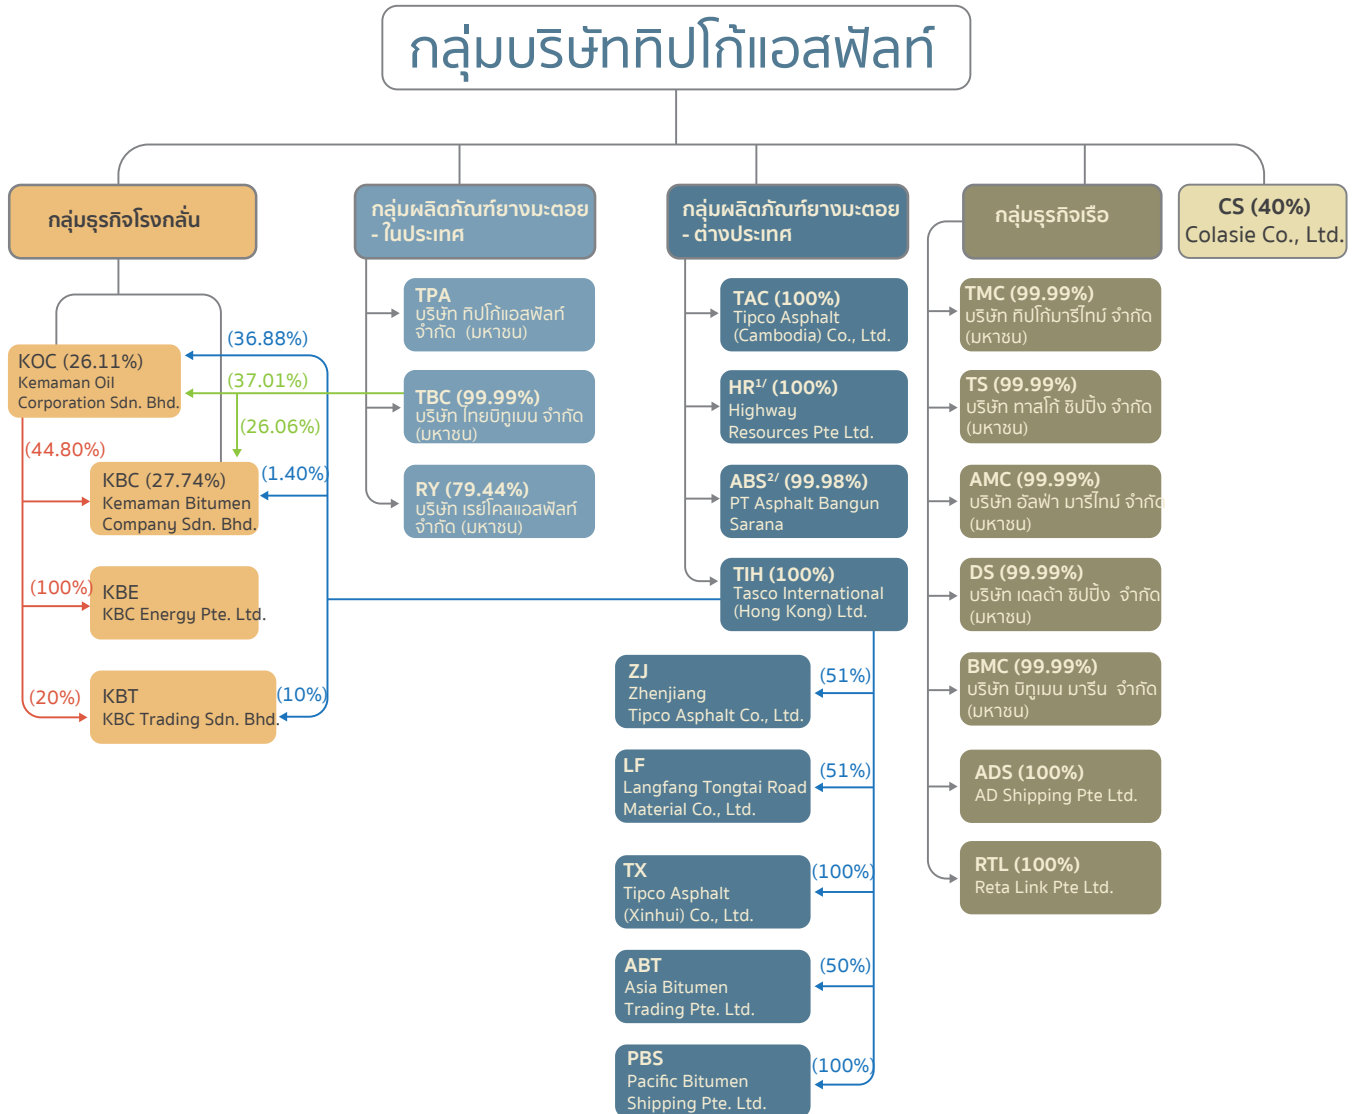 กลุ่มบริษัททิปโก้แอสฟัลท์
กลุ่มธุรกิจโรงกลั่น
KOC (26.11%)
Kemaman Oil
Corporation Sdn. Bhd.
(36.88%)
(37.01%)
(26.06%)
(44.80%)
(1.40%)
KBC (27.74%)
Kemaman Bitumen
Company Sdn. Bhd.
(100%)
KBE
KBC Energy Pte. Ltd.
(20%)
KBT
KBC Trading Sdn. Bhd.
(10%)
กลุ่มผลิตภัณฑ์ยางมะตอย
- ในประเทศ
TPA
บริษัท ทิปโก้แอสฟัลท์
จำกัด (มหาชน)
TBC (99.99%)
บริษัท ไทยบิทูเมน จำกัด
(มหาชน)
RY (79.44%)
บริษัท เรย์โคลแอสฟัลท์
จำกัด (มหาชน)
กลุ่มผลิตภัณฑ์ยางมะตอย
- ต่างประเทศ
TAC (100%)
Tipco Asphalt
(Cambodia) Co., Ltd.
HR¹/ (100%)
Highway
Resources Pte Ltd.
ABS²/ (99.98%)
PT Asphalt Bangun
Sarana
TIH (100%)
Tasco International
(Hong Kong) Ltd.
ZJ
Zhenjiang
Tipco Asphalt Co., Ltd.
(51%)
LF
Langfang Tongtai Road
Material Co., Ltd.
(51%)
TX
Tipco Asphalt
(Xinhui) Co., Ltd.
(100%)
ABT
Asia Bitumen
Trading Pte. Ltd.
(50%)
PBS
Pacific Bitumen
Shipping Pte. Ltd.
(100%)
กลุ่มธุรกิจเรือ
TMC (99.99%)
บริษัท ทิปโก้มารีไทม์ จำกัด
(มหาชน)
TS (99.99%)
บริษัท ทาสโก้ ชิปปิ้ง จำกัด
(มหาชน)
AMC (99.99%)
บริษัท อัลฟ่า มารีไทม์ จำกัด
(มหาชน)
DS (99.99%)
บริษัท เดลต้า ชิปปิ้ง จำกัด
(มหาชน)
BMC (99.99%)
บริษัท บิทูเมน มารีน จำกัด
(มหาชน)
ADS (100%)
AD Shipping Pte Ltd.
RTL (100%)
Reta Link Pte Ltd.
CS (40%)
Colasie Co., Ltd.